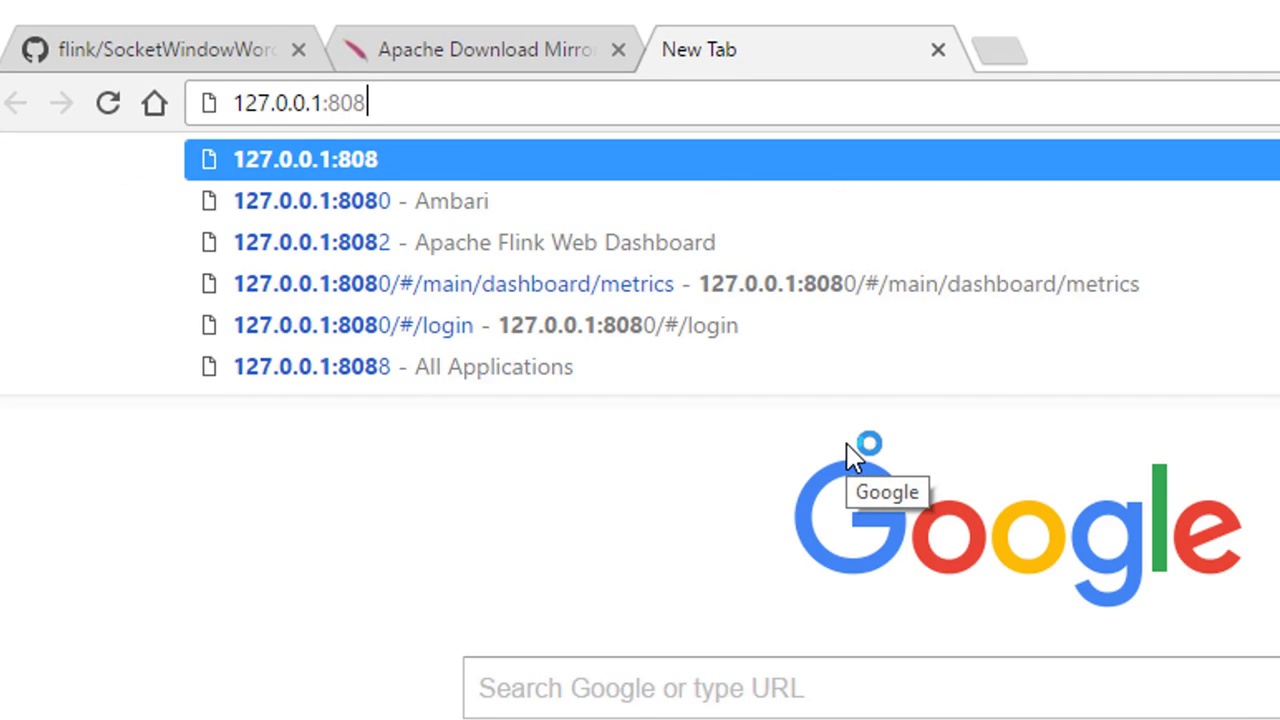 flink/SocketWindowWor
Apache Download Mirro
New Tab
127.0.0.1:808
127.0.0.1:808
127.0.0.1:8080 - Ambari
127.0.0.1:8082 - Apache Flink Web Dashboard
127.0.0.1:8080/#/main/dashboard/metrics - 127.0.0.1:8080/#/main/dashboard/metrics
127.0.0.1:8080/#/login - 127.0.0.1:8080/#/login
127.0.0.1:8088 - All Applications
Google
Google
Search Google or type URL